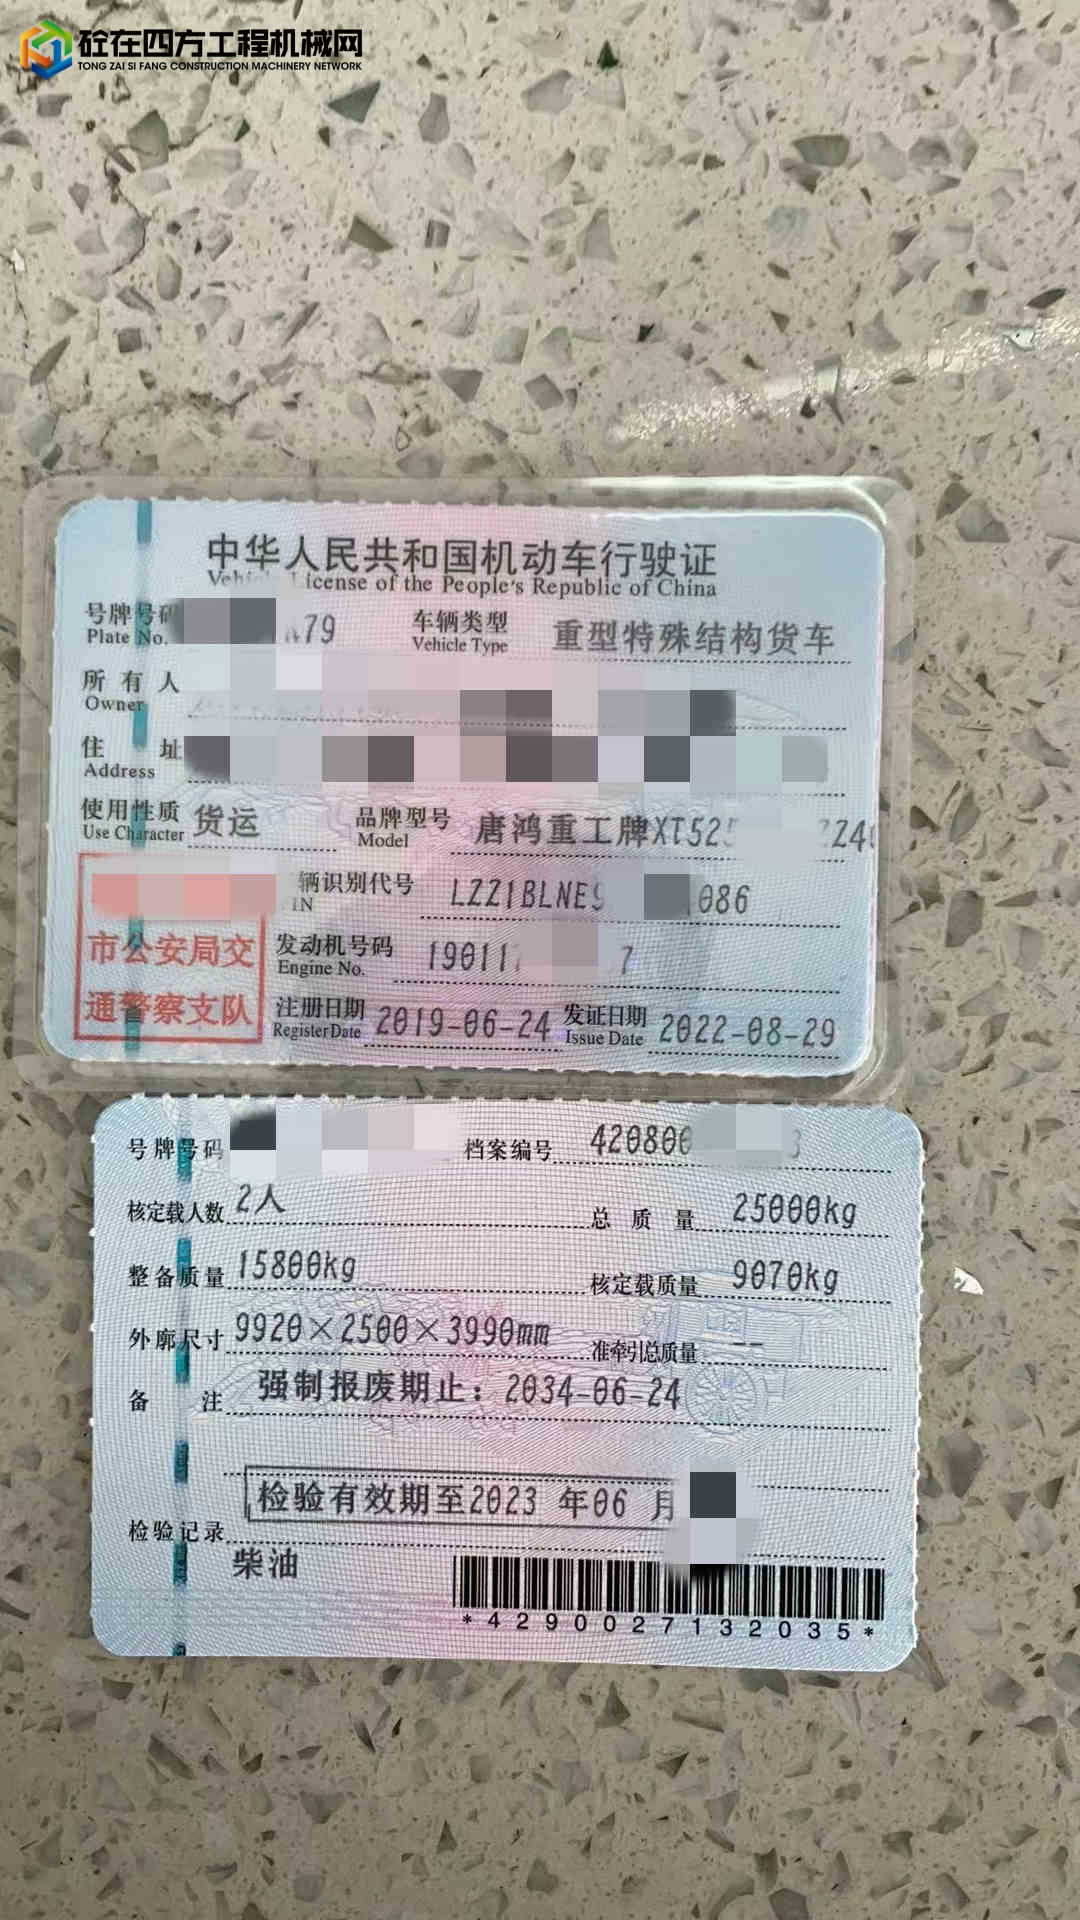 砼在四方工程机械网
TONG ZAI SI FANG CONSTRUCTION MACHINERY NETWORK
中华人民共和国机动车行驶证
Vehicle License of the People's Republic of China
号牌号码 79 车辆类型 重型特殊结构货车
Plate No. Vehicle Type
所有人
Owner
住址
Address
使用性质 货运 品牌型号 唐鸿重工牌XT525 ZZ4
Use Character Model
辆识别代号 LZZ1BLNE9 086
IN
市公安局交 发动机号码 19011 7
Engine No.
通警察支队 注册日期 2019-06-24 发证日期 2022-08-29
Register Date Issue Date
号牌号码 档案编号 420800 3
核定载人数 2人 总质量 25000kg
整备质量 15800kg 核定载质量 9070kg
外廓尺寸 9920×2500×3990mm 准牵引总质量 --
备注 强制报废期止：2034-06-24
检验有效期至2023 年06 月
检验记录
柴油
*4290027132035*